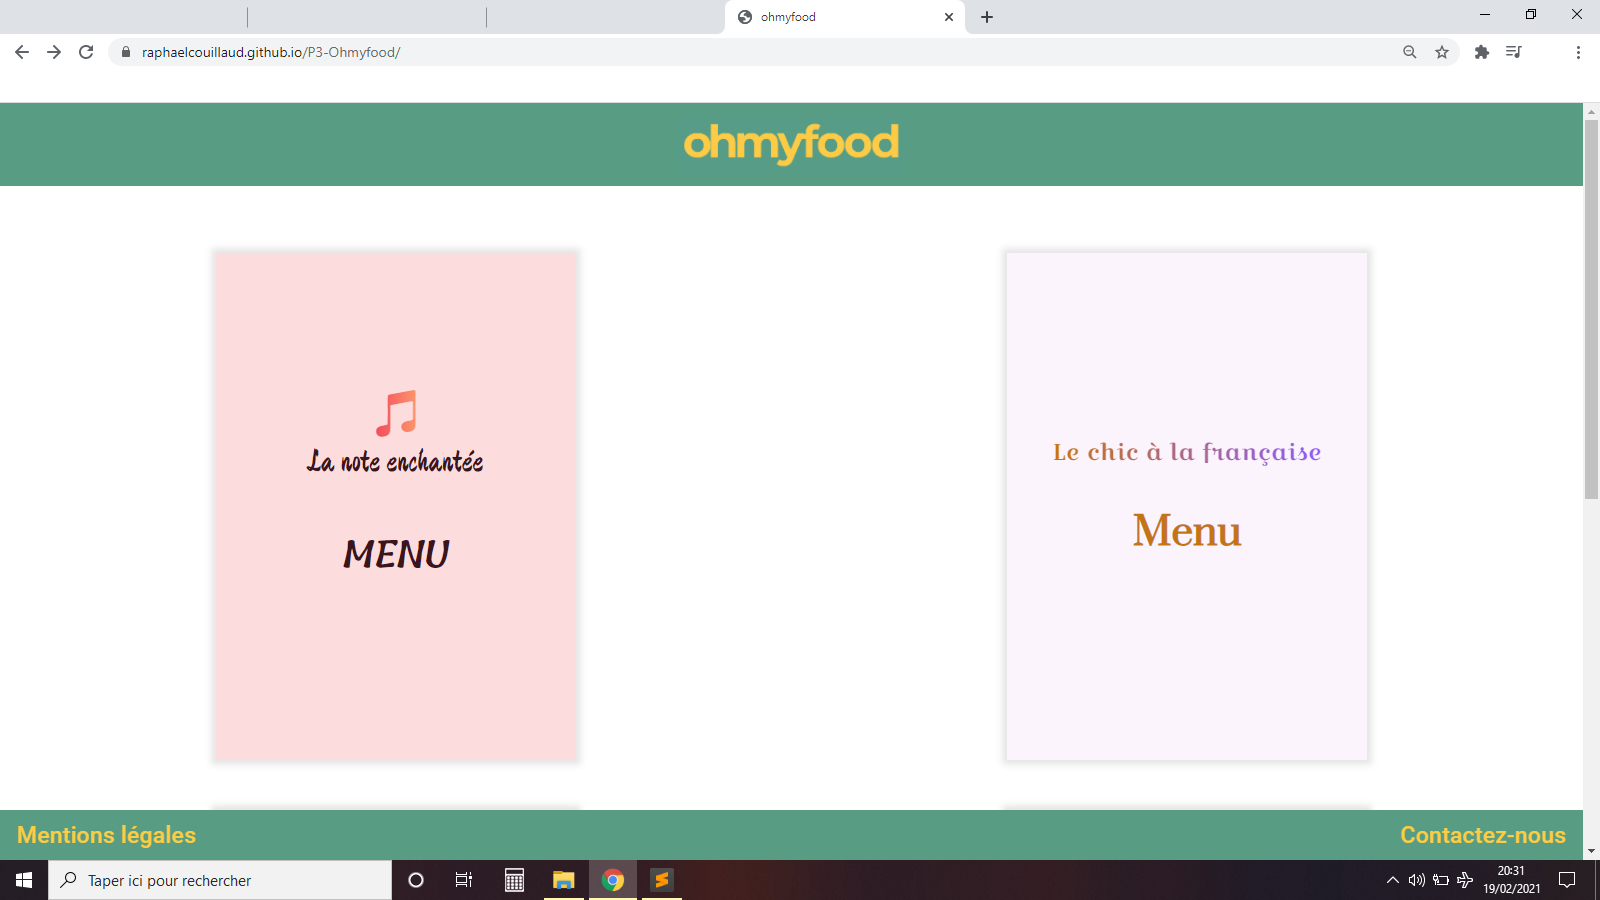 ohmyfood
raphaelcouillaud.github.io/P3-Ohmyfood/
ohmyfood
La note enchantée
MENU
Le chic à la française
Menu
Mentions légales
Contactez-nous
Taper ici pour rechercher
20:31
19/02/2021